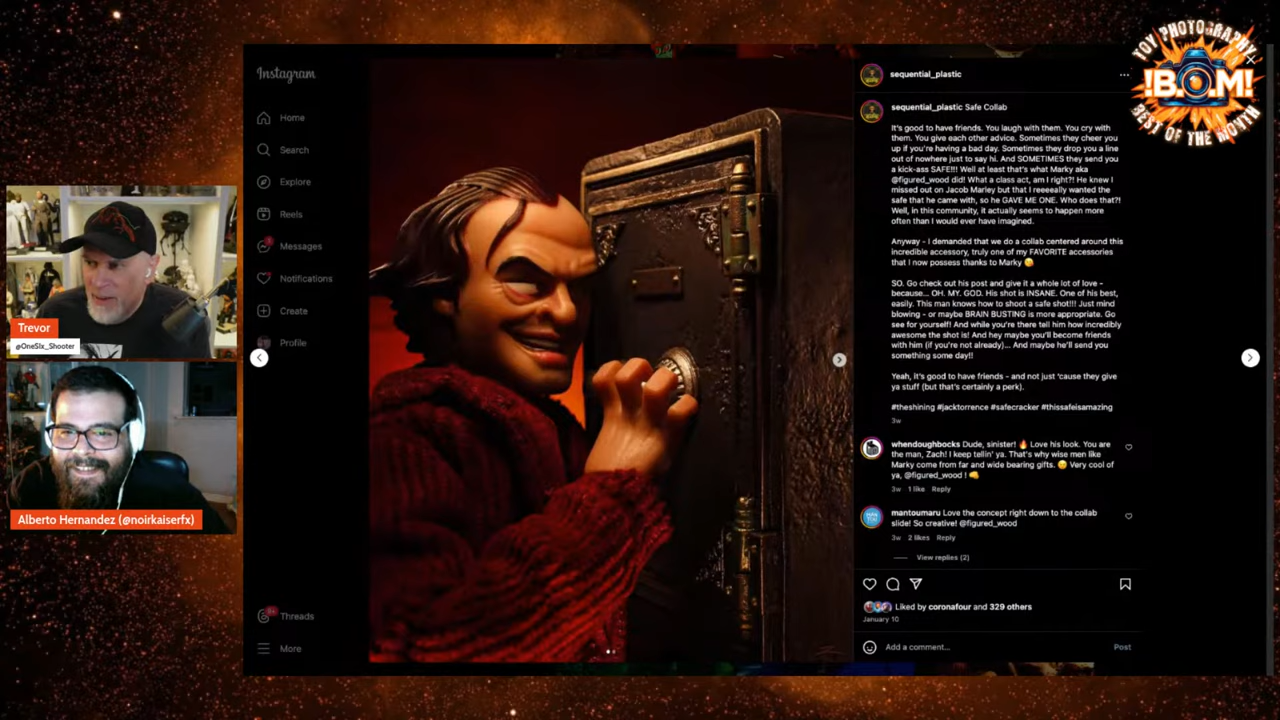 TOY PHOTOGRAPHY
!B.O.M!
BEST OF THE MONTH
Instagram
Home
Search
Explore
Reels
Messages
Notifications
Create
Profile
Threads
More
Trevor
@OneSix_Shooter
Alberto Hernandez (@noirkaiserfx)
sequential_plastic
sequential_plastic Safe Collab
It's good to have friends. You laugh with them. You cry with
them. You give each other advice. Sometimes they cheer you
up if you're having a bad day. Sometimes they drop you a line
out of nowhere just to say hi. And SOMETIMES they send you
a kick-ass SAFE!!! Well at least that's what Marky aka
@figured_wood did! What a class act, am I right?! He knew I
missed out on Jacob Marley but that I reeeeally wanted the
safe that he came with, so he GAVE ME ONE. Who does that?!
Well, in this community, it actually seems to happen more
often than I would ever have imagined.
Anyway - I demanded that we do a collab centered around this
incredible accessory, truly one of my FAVORITE accessories
that I now possess thanks to Marky 😉
SO. Go check out his post and give it a whole lot of love -
because... OH. MY. GOD. His shot is INSANE. One of his best,
easily. This man knows how to shoot a safe shot!!! Just mind
blowing - or maybe BRAIN BUSTING is more appropriate. Go
see for yourself! And while you're there tell him how incredibly
awesome the shot is! And hey maybe you'll become friends
with him (if you're not already)... And maybe he'll send you
something some day!!
Yeah, it's good to have friends - and not just 'cause they give
ya stuff (but that's certainly a perk).
#theshining #jacktorrence #safecracker #thissafeisamazing
3w
whendoughbocks Dude, sinister! 🔥 Love his look. You are
the man, Zach! I keep tellin' ya. That's why wise men like
Marky come from far and wide bearing gifts. 😁 Very cool of
ya, @figured_wood ! 👊
3w 1 like Reply
mantoumaru Love the concept right down to the collab
slide! So creative! @figured_wood
3w 2 likes Reply
View replies (2)
Liked by coronafour and 329 others
January 10
Add a comment...
Post